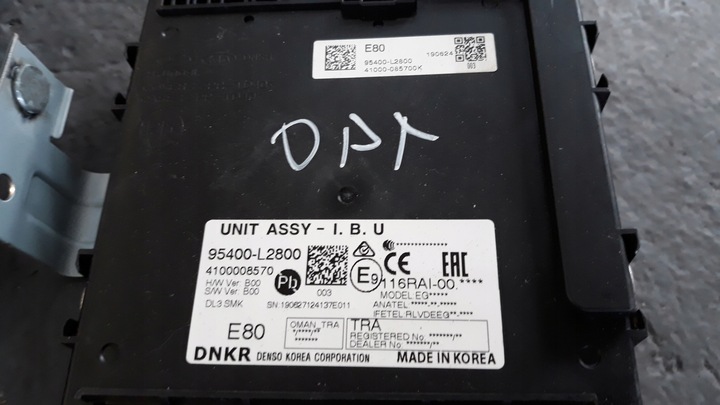 E80
190624
95400-L2800
41000-085700K
003
UNIT ASSY - I. B. U
95400-L2800
4100008570
H/W Ver. B00
S/W Ver. B00
DL3 SMK
Pb
003
S/N:190627124137E011
CE
EAC
E9
116RAI-00.****
MODEL:EG*****
ANATEL:*****-**-*****
IFETEL RLVDEEG**-****
E80
OMAN_TRA
*/****/**
*******
TRA
REGISTERED No: *******/**
DEALER No: *******/**
DNKR DENSO KOREA CORPORATION
MADE IN KOREA